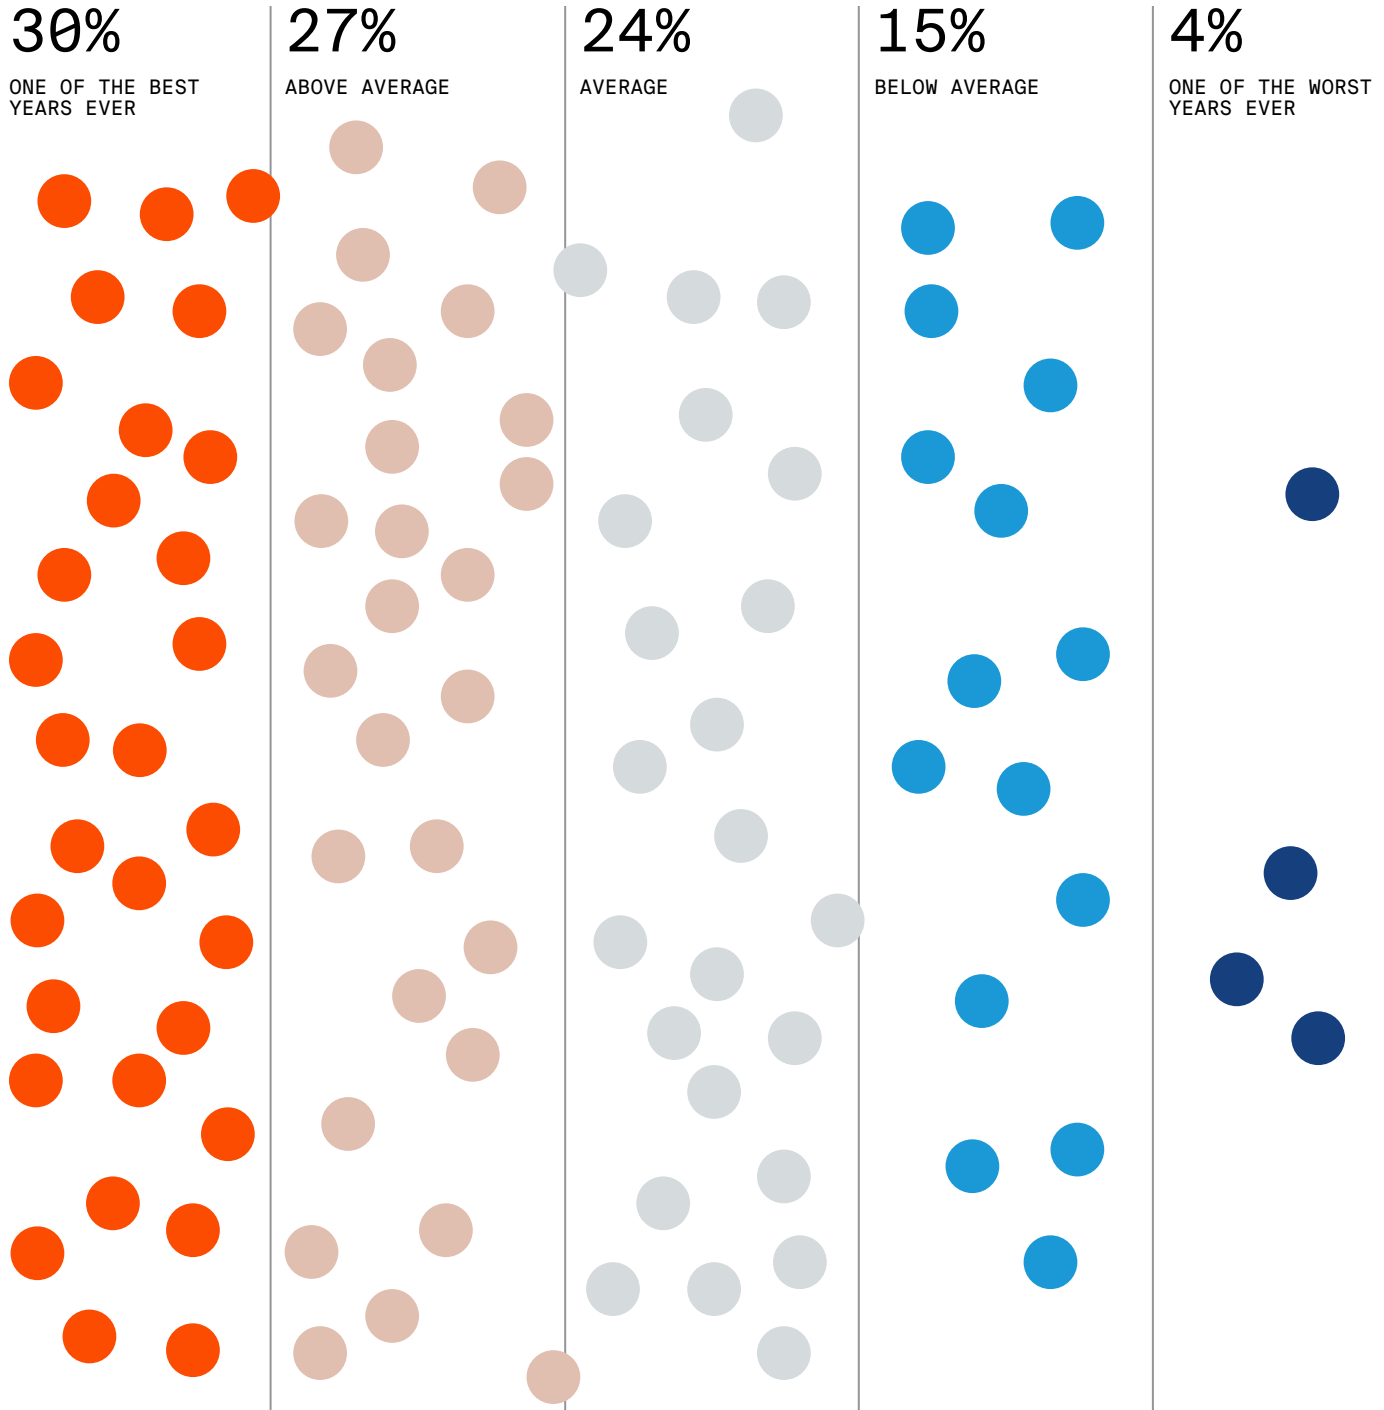 30%
ONE OF THE BEST
YEARS EVER
27%
ABOVE AVERAGE
24%
AVERAGE
15%
BELOW AVERAGE
4%
ONE OF THE WORST
YEARS EVER